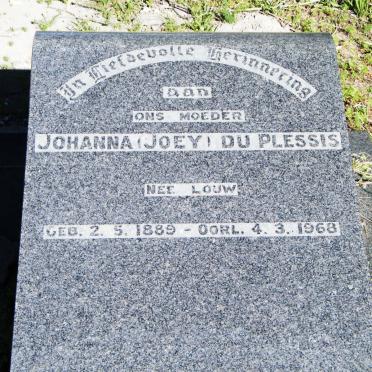 In Liefdevolle Herinnering
aan
ONS MOEDER
JOHANNA (JOEY) DU PLESSIS
NEE LOUW
GEB. 2. 5. 1889 - OORL. 4. 3. 1968